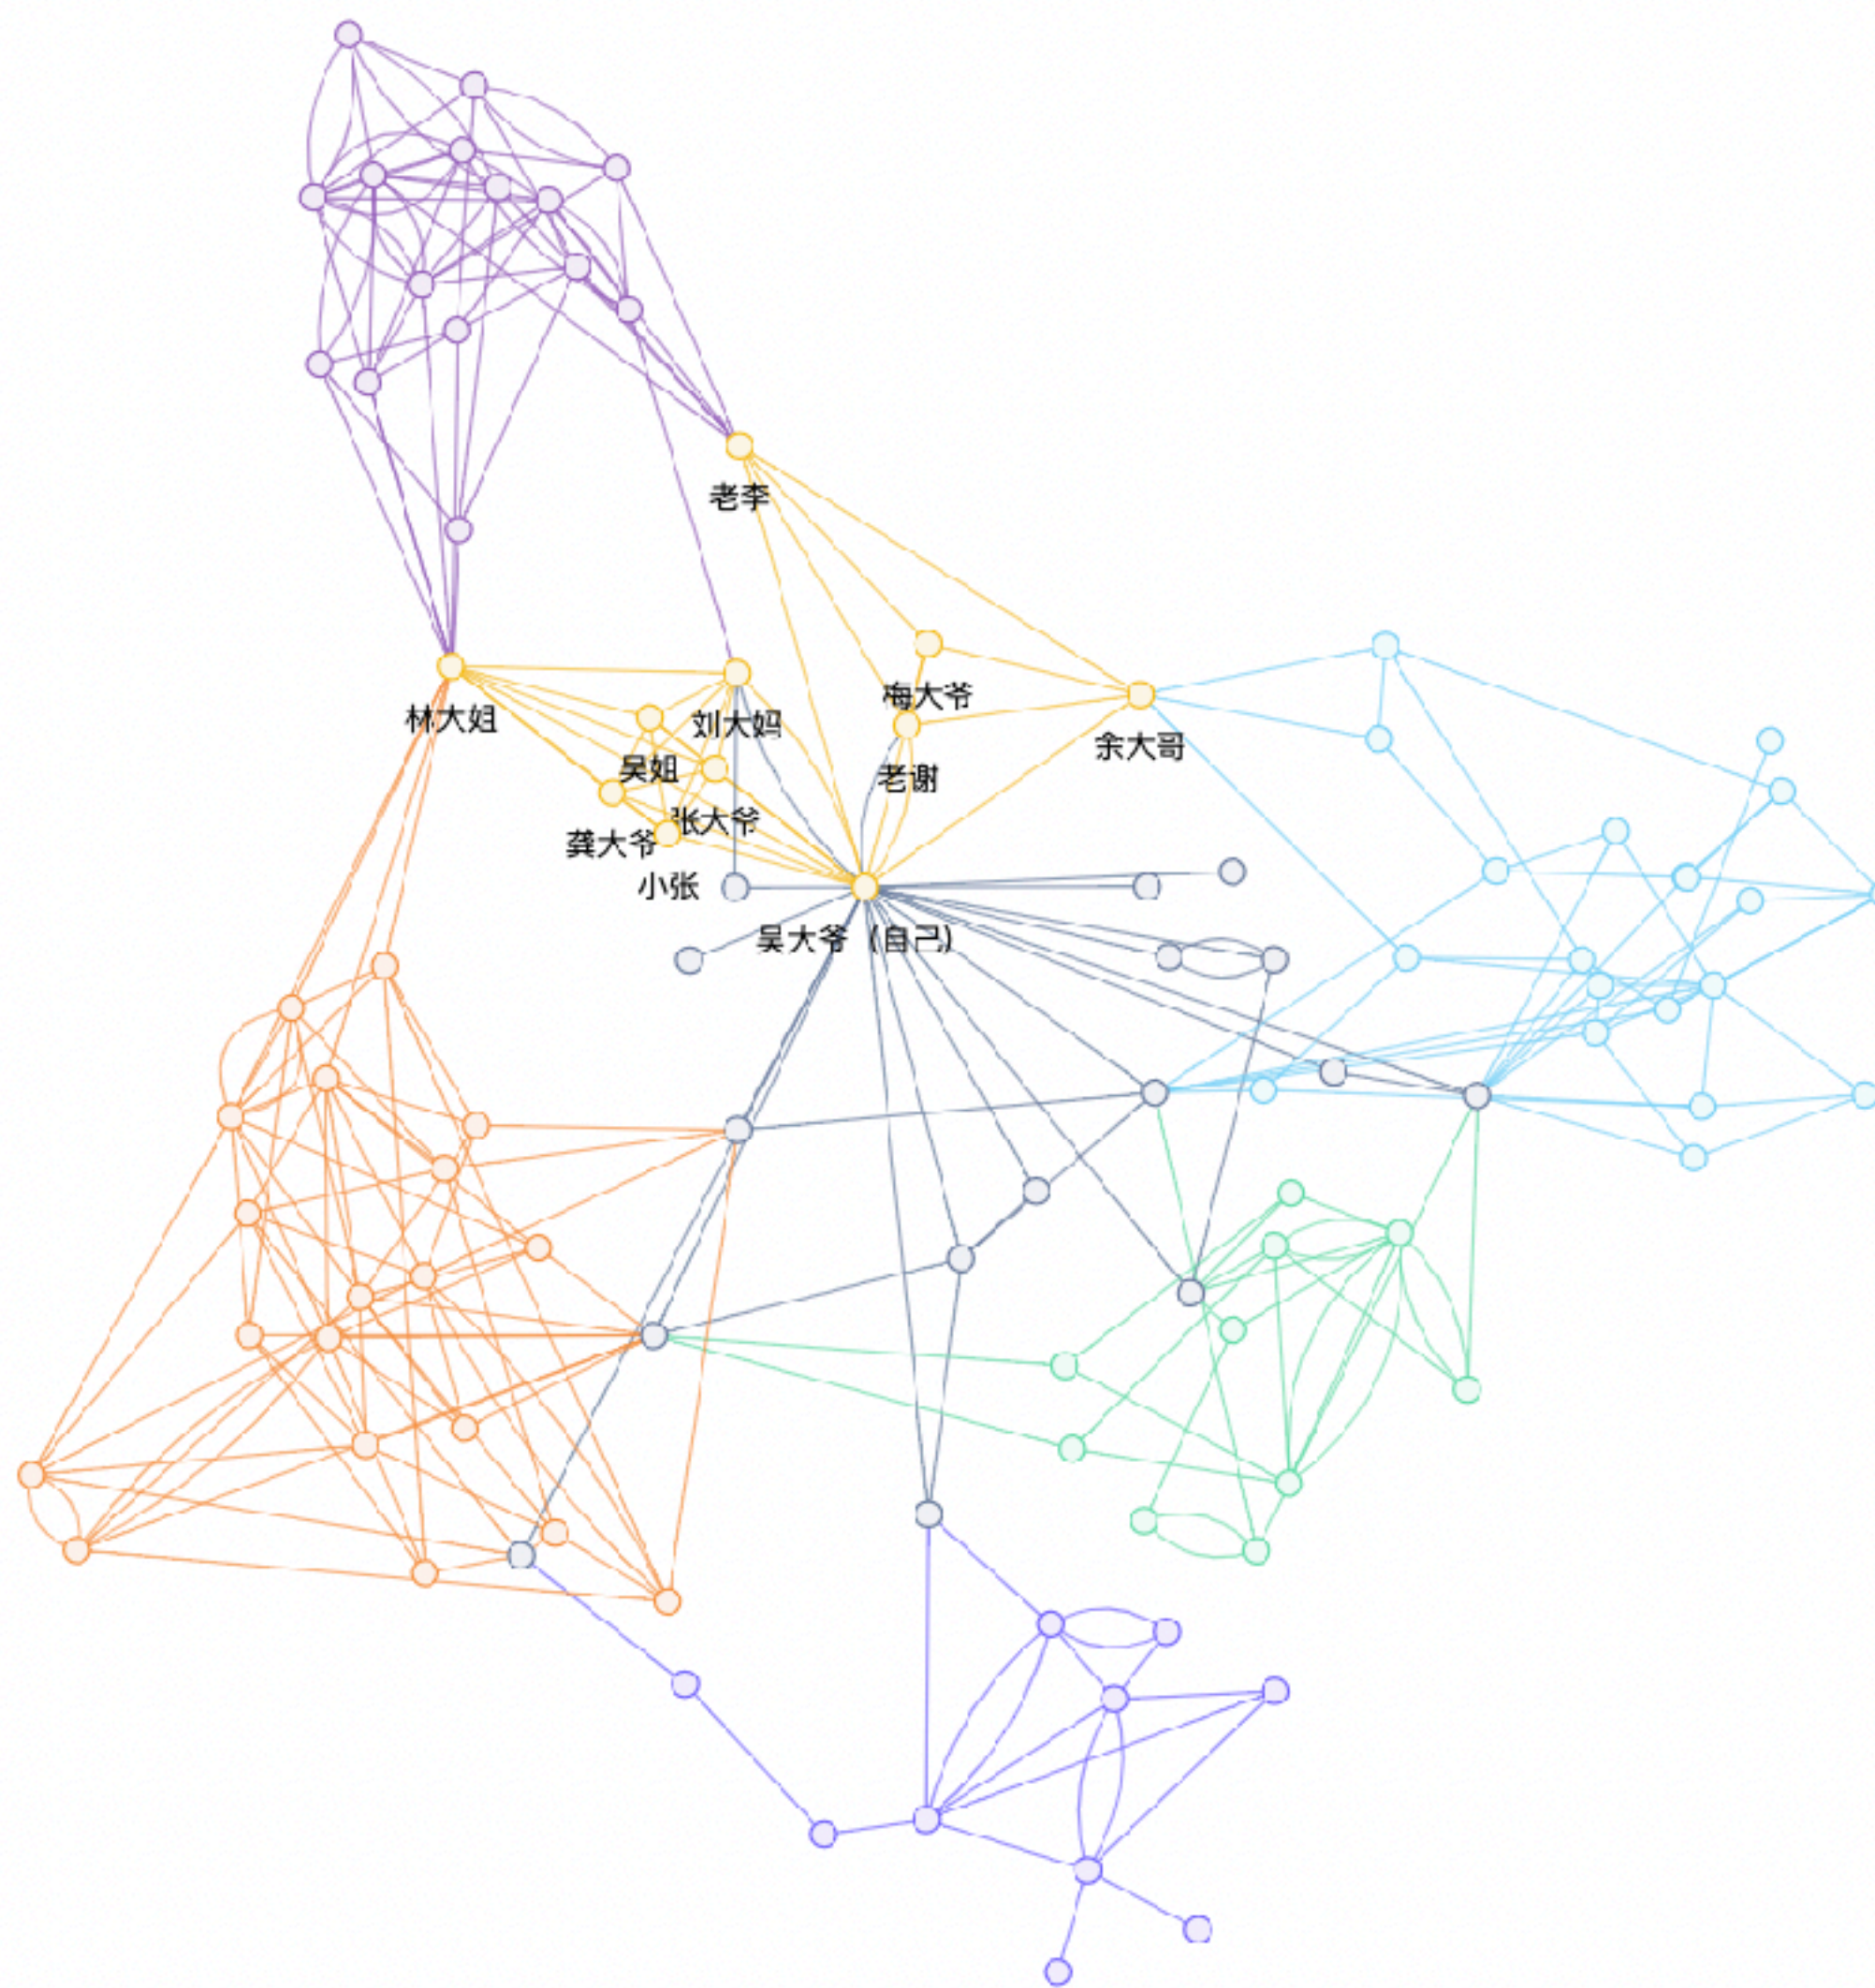 老李
梅大爷
林大姐
刘大妈
余大哥
吴姐
老谢
张大爷
龚大爷
小张
吴大爷（自己）